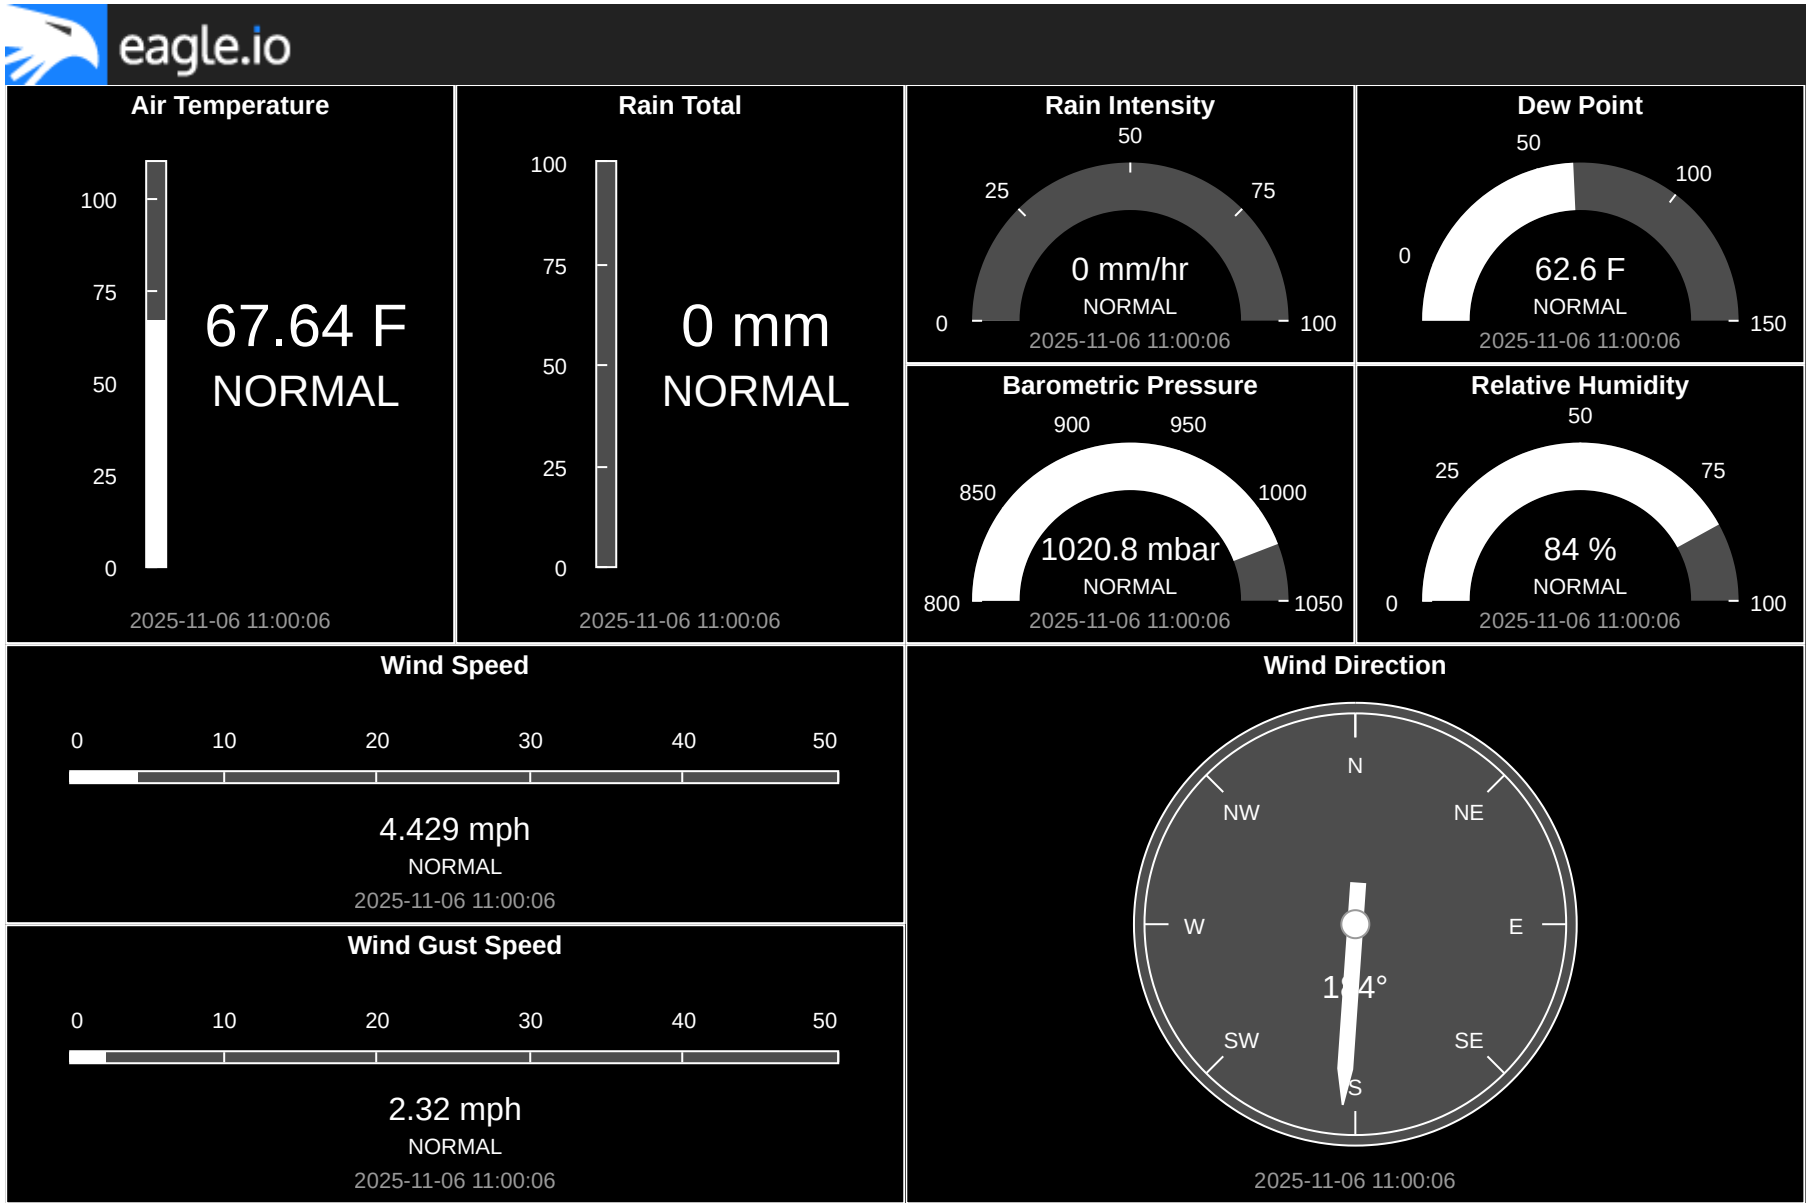 eagle.io
Air Temperature
100
75
50
25
0
67.64 F
NORMAL
2025-11-06 11:00:06
Rain Total
100
75
50
25
0
0 mm
NORMAL
2025-11-06 11:00:06
Rain Intensity
0
25
50
75
100
0 mm/hr
NORMAL
2025-11-06 11:00:06
Dew Point
0
50
100
150
62.6 F
NORMAL
2025-11-06 11:00:06
Barometric Pressure
800
850
900
950
1000
1050
1020.8 mbar
NORMAL
2025-11-06 11:00:06
Relative Humidity
0
25
50
75
100
84 %
NORMAL
2025-11-06 11:00:06
Wind Speed
0 10 20 30 40 50
4.429 mph
NORMAL
2025-11-06 11:00:06
Wind Gust Speed
0 10 20 30 40 50
2.32 mph
NORMAL
2025-11-06 11:00:06
Wind Direction
N
NW NE
W E
184°
SW SE
S
2025-11-06 11:00:06